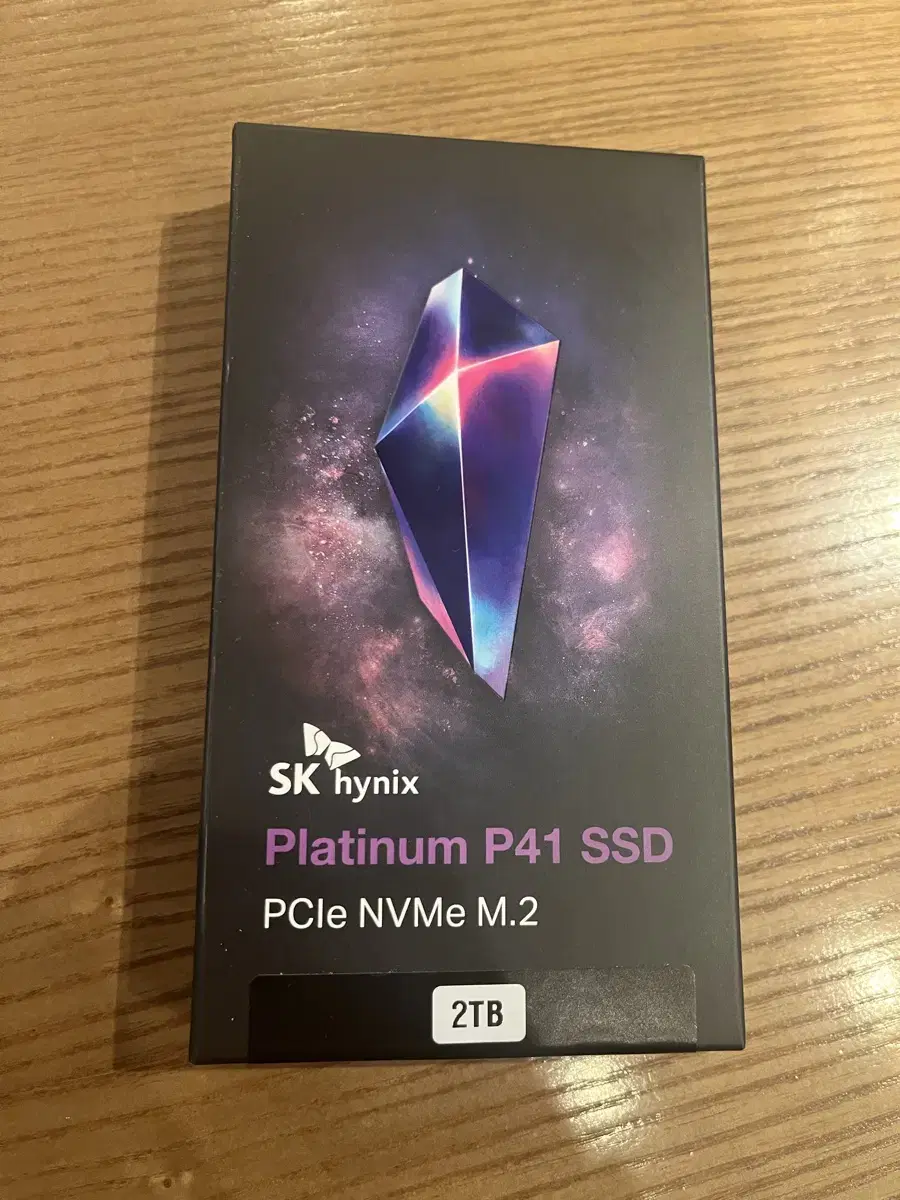 SK hynix
Platinum P41 SSD
PCIe NVMe M.2
2TB